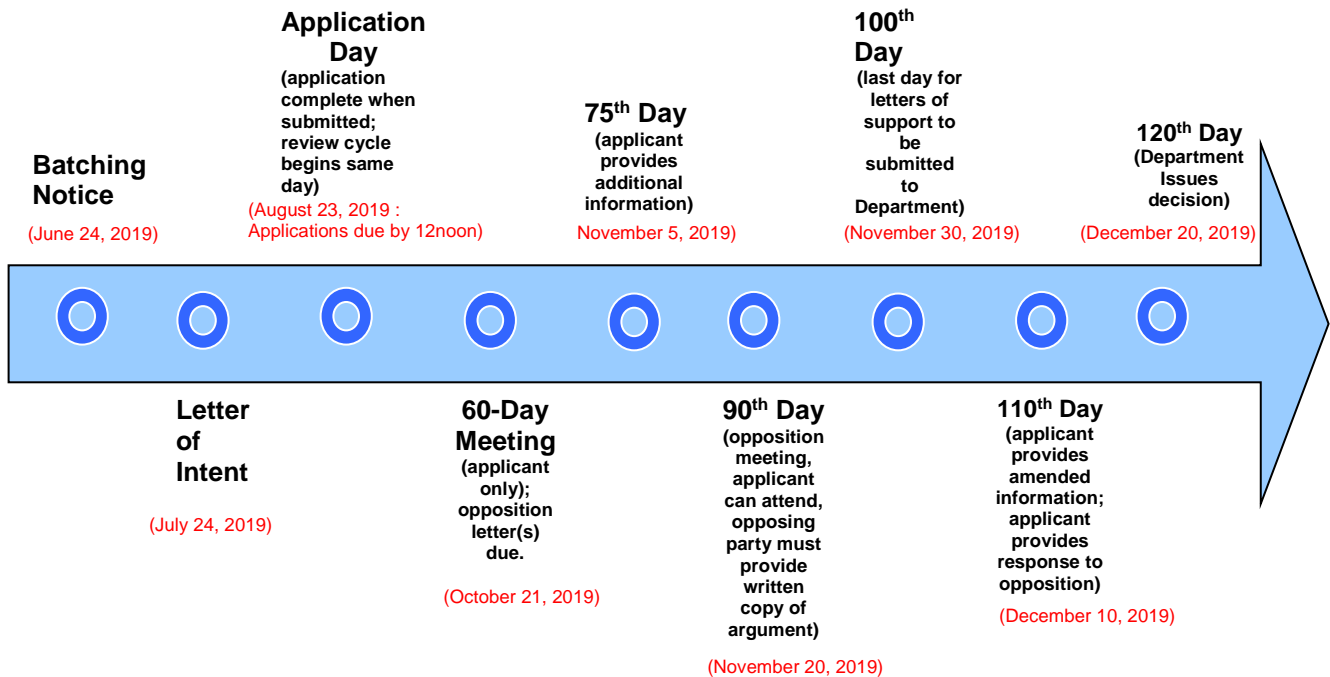 Batching
Notice
(June 24, 2019)
Letter
of
Intent
(July 24, 2019)
Application
Day
(application
complete when
submitted;
review cycle
begins same
day)
(August 23, 2019 :
Applications due by 12noon)
60-Day
Meeting
(applicant
only);
opposition
letter(s)
due.
(October 21, 2019)
75th Day
(applicant
provides
additional
information)
November 5, 2019)
90th Day
(opposition
meeting,
applicant
can attend,
opposing
party must
provide
written
copy of
argument)
(November 20, 2019)
100th
Day
(last day for
letters of
support to
be
submitted
to
Department)
(November 30, 2019)
110th Day
(applicant
provides
amended
information;
applicant
provides
response to
opposition)
(December 10, 2019)
120th Day
(Department
Issues
decision)
(December 20, 2019)